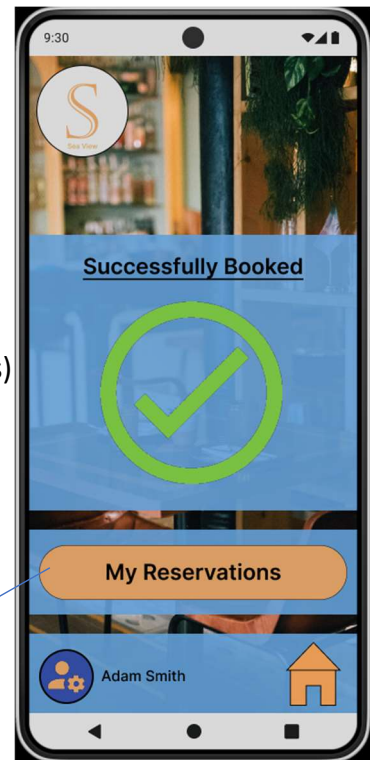 9:30
S
Sea View
Successfully Booked
s)
My Reservations
Adam Smith